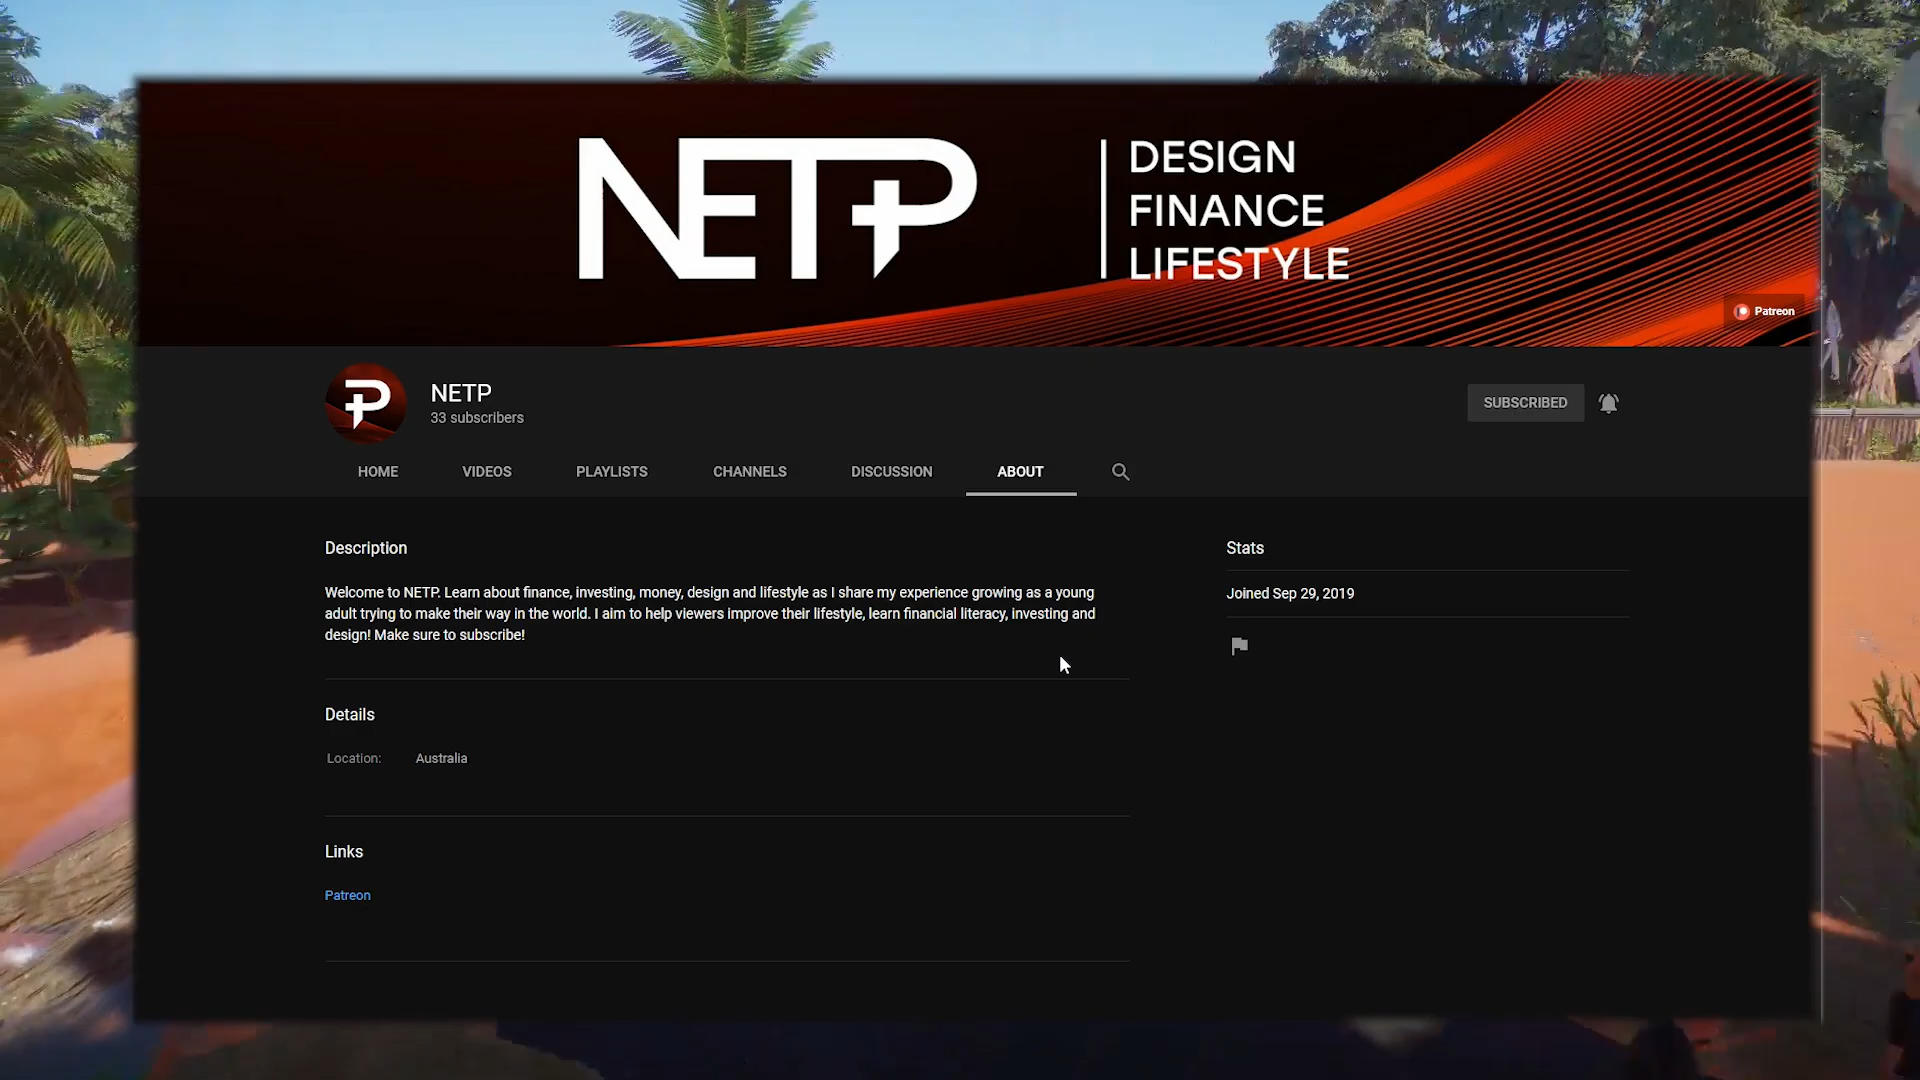 NETP
DESIGN
FINANCE
LIFESTYLE
Patreon
NETP
33 subscribers
SUBSCRIBED
HOME VIDEOS PLAYLISTS CHANNELS DISCUSSION ABOUT
Description
Welcome to NETP. Learn about finance, investing, money, design and lifestyle as I share my experience growing as a young
adult trying to make their way in the world. I aim to help viewers improve their lifestyle, learn financial literacy, investing and
design! Make sure to subscribe!
Stats
Joined Sep 29, 2019
Details
Location: Australia
Links
Patreon